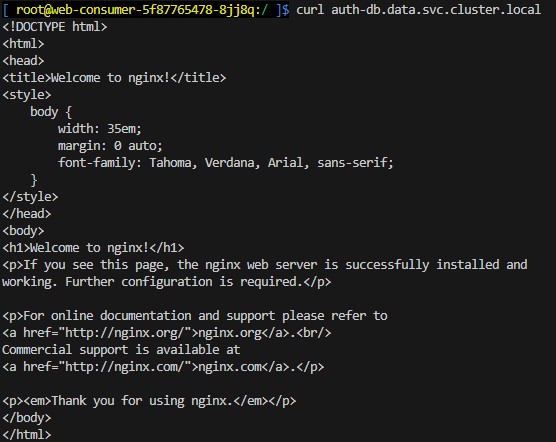 [ root@web-consumer-5f87765478-8jj8q:/ ]$ curl auth-db.data.svc.cluster.local
<!DOCTYPE html>
<html>
<head>
<title>Welcome to nginx!</title>
<style>
    body {
        width: 35em;
        margin: 0 auto;
        font-family: Tahoma, Verdana, Arial, sans-serif;
    }
</style>
</head>
<body>
<h1>Welcome to nginx!</h1>
<p>If you see this page, the nginx web server is successfully installed and
working. Further configuration is required.</p>

<p>For online documentation and support please refer to
<a href="http://nginx.org/">nginx.org</a>.<br/>
Commercial support is available at
<a href="http://nginx.com/">nginx.com</a>.</p>

<p><em>Thank you for using nginx.</em></p>
</body>
</html>